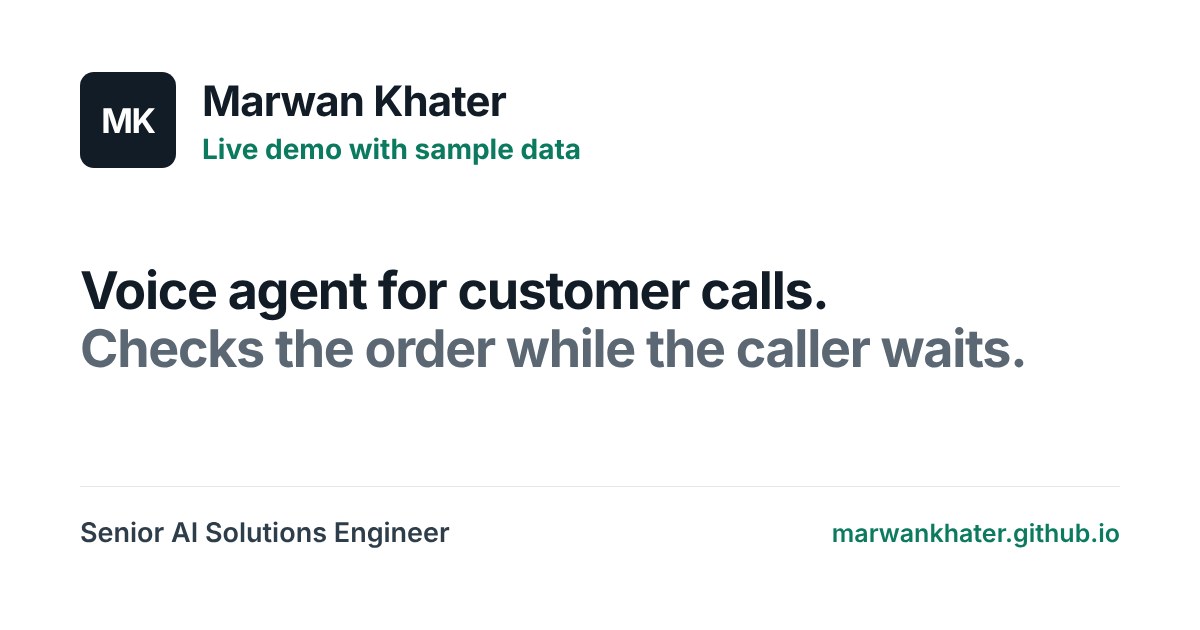 MK
Marwan Khater
Live demo with sample data
Voice agent for customer calls.
Checks the order while the caller waits.
Senior AI Solutions Engineer
marwankhater.github.io